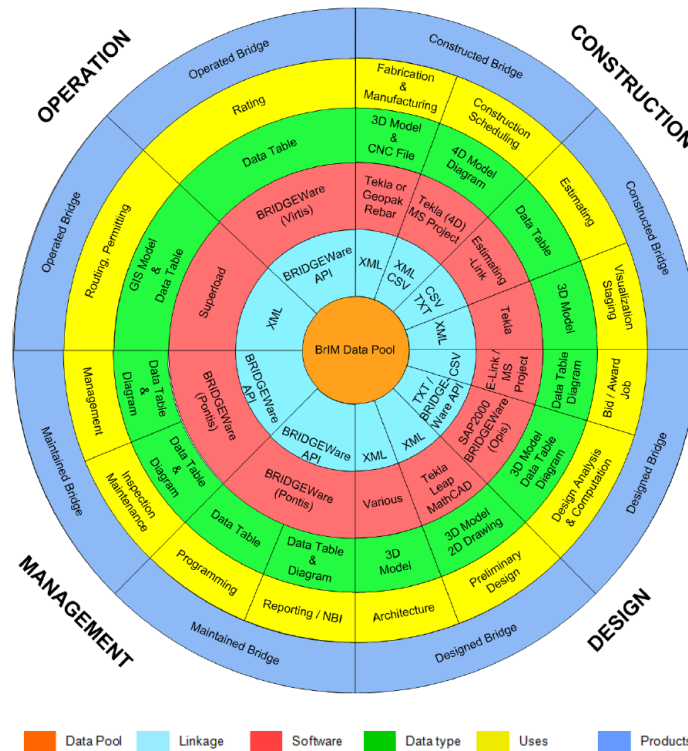 OPERATION
CONSTRUCTION
MANAGEMENT
DESIGN
Operated Bridge
Constructed Bridge
Constructed Bridge
Designed Bridge
Designed Bridge
Maintained Bridge
Maintained Bridge
Operated Bridge
Rating
Fabrication
&
Manufacturing
Construction
Scheduling
Estimating
Visualization
Staging
Bid / Award
Job
Design Analysis
& Computation
Preliminary
Design
Architecture
Reporting / NBI
Programming
Inspection
Maintenance
Management
Routing, Permitting
Data Table
3D Model
&
CNC File
4D Model
Diagram
Data Table
3D Model
Data Table
Diagram
3D Model
Data Table
Diagram
3D Model
2D Drawing
3D
Model
Data Table
&
Diagram
Data Table
Data Table
&
Diagram
Data Table
&
Diagram
GIS Model
&
Data Table
BRIDGEWare
(Virtis)
Tekla or
Geopak
Rebar
Tekla (4D)
MS Project
Estimating
-Link
Tekla
E-Link /
MS
Project
SAP2000
BRIDGEWare
(Opis)
Tekla
Leap
MathCAD
Various
BRIDGEWare
(Pontis)
BRIDGEWare
(Pontis)
Superload
BRIDGEWare
API
XML
XML
CSV
CSV
TXT
XML
CSV
TXT /
BRIDGE-
Ware API
XML
XML
BRIDGEWare
API
BRIDGEWare
API
XML
BrIM Data Pool
Data Pool
Linkage
Software
Data type
Uses
Product